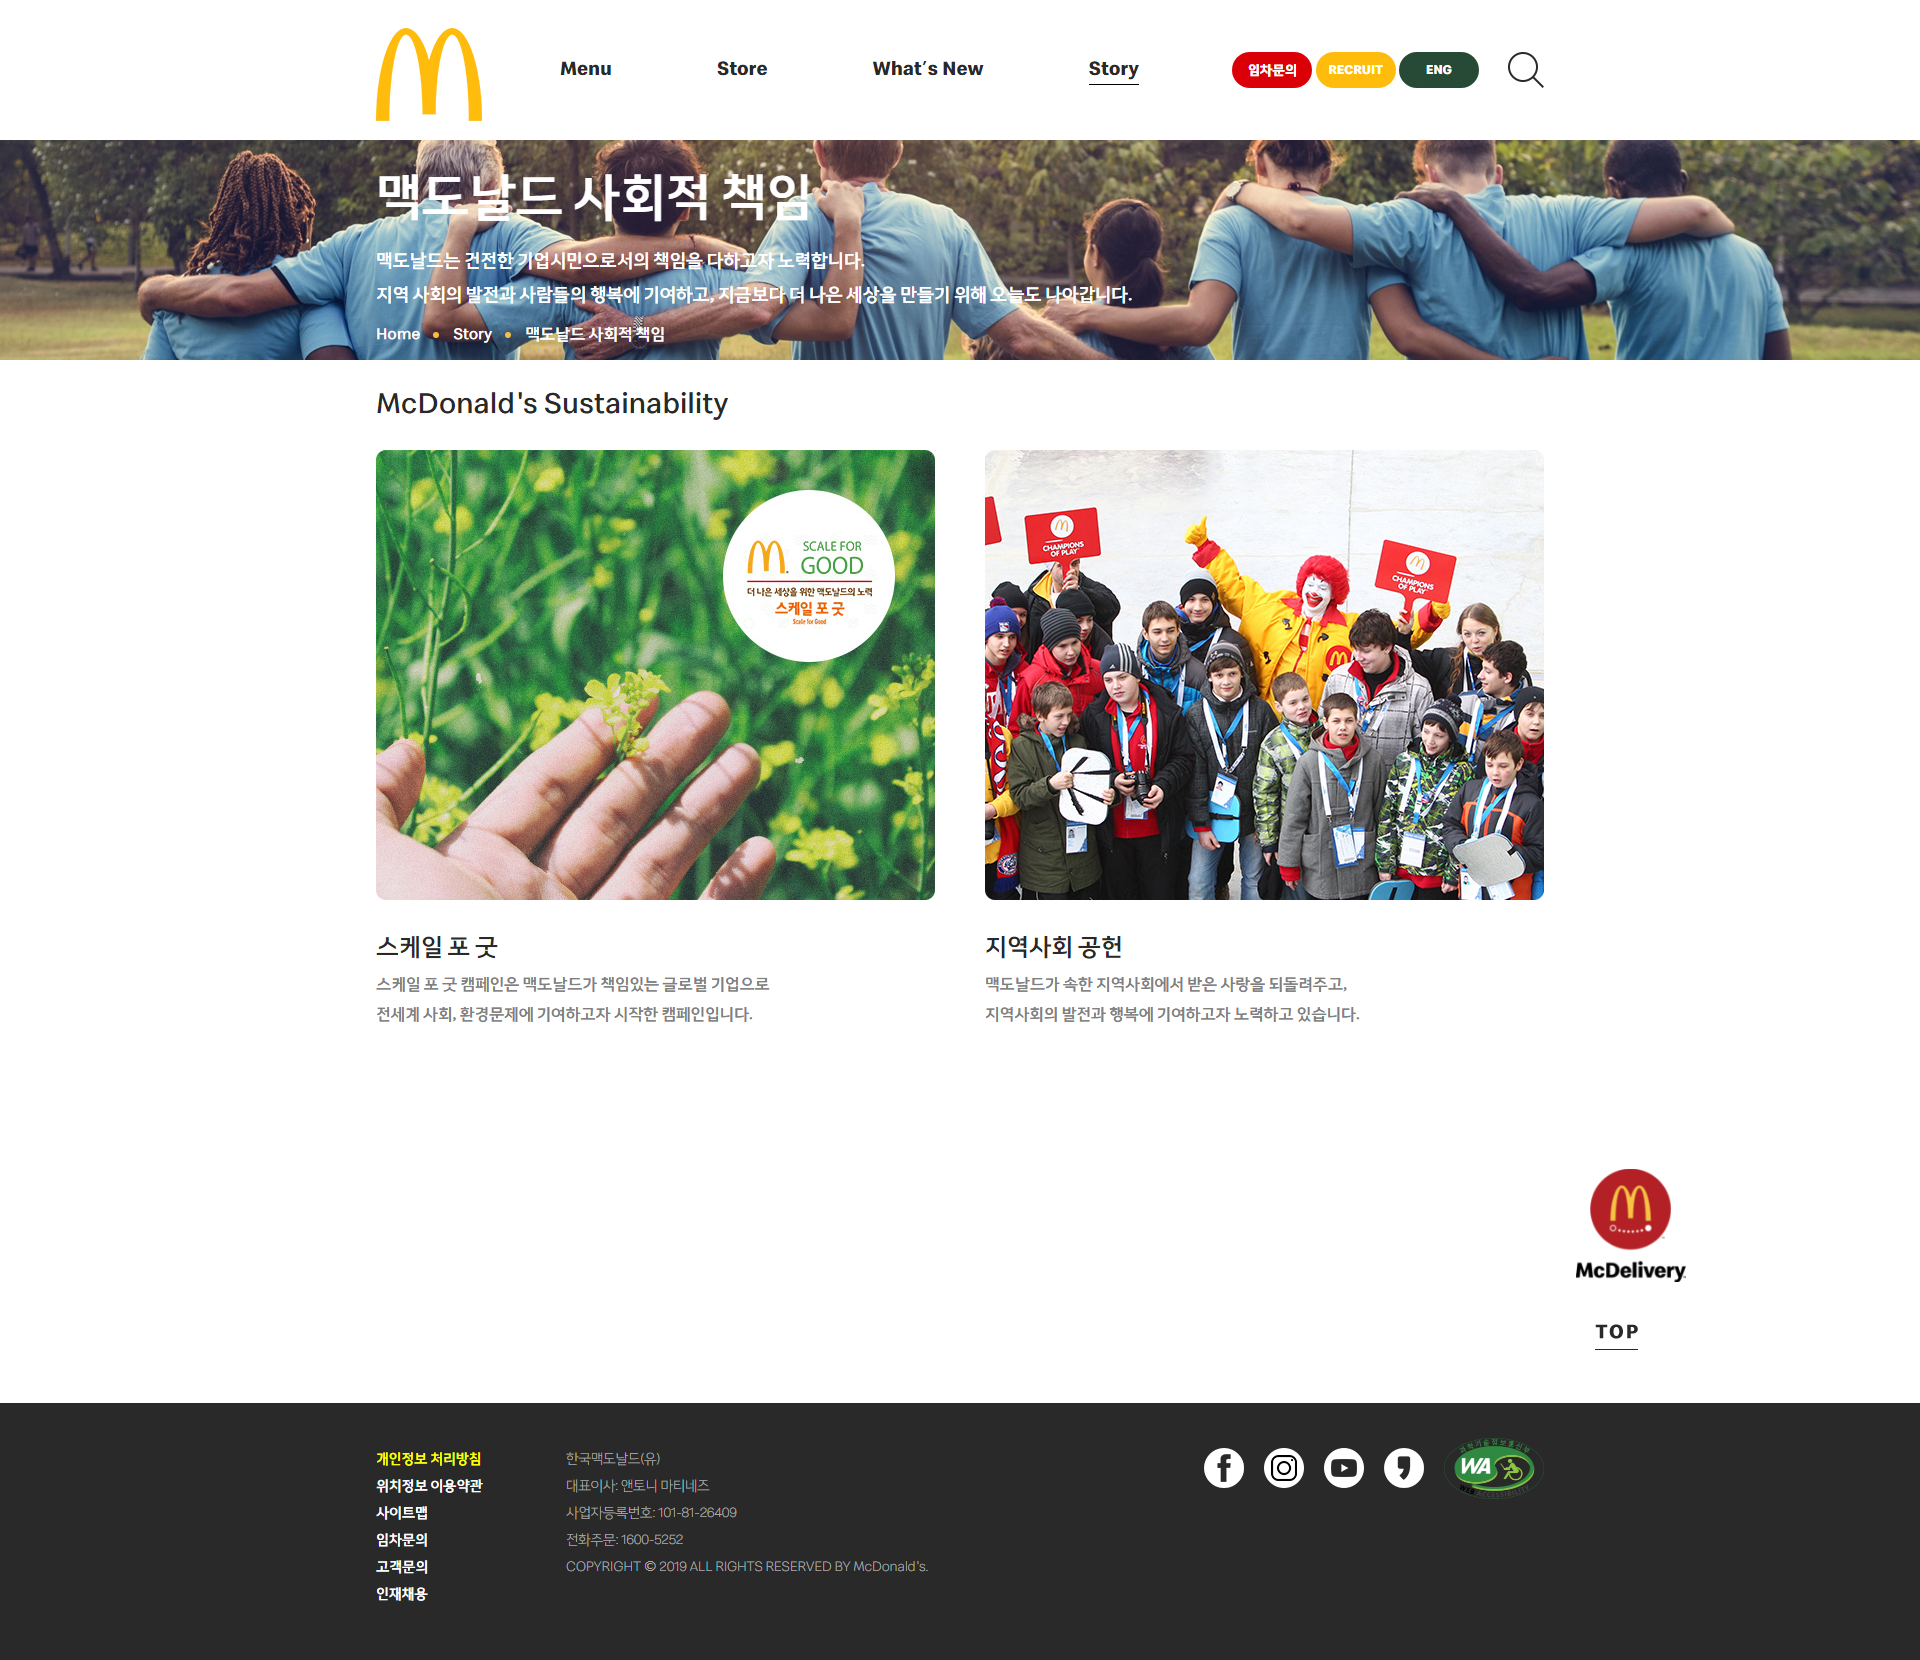 Menu
Store
What's New
Story
임차문의
RECRUIT
ENG
맥도날드 사회적 책임
맥도날드는 건전한 기업시민으로서의 책임을 다하고자 노력합니다.
지역 사회의 발전과 사람들의 행복에 기여하고, 지금보다 더 나은 세상을 만들기 위해 오늘도 나아갑니다.
Home • Story • 맥도날드 사회적 책임
McDonald's Sustainability
SCALE FOR
GOOD
더 나은 세상을 위한 맥도날드의 노력
스케일 포 굿
Scale for Good
CHAMPIONS
OF PLAY
CHAMPIONS
OF PLAY
스케일 포 굿
스케일 포 굿 캠페인은 맥도날드가 책임있는 글로벌 기업으로
전세계 사회, 환경문제에 기여하고자 시작한 캠페인입니다.
지역사회 공헌
맥도날드가 속한 지역사회에서 받은 사랑을 되돌려주고,
지역사회의 발전과 행복에 기여하고자 노력하고 있습니다.
McDelivery
TOP
개인정보 처리방침
위치정보 이용약관
사이트맵
임차문의
고객문의
인재채용
한국맥도날드(유)
대표이사: 앤토니 마티네즈
사업자등록번호: 101-81-26409
전화주문: 1600-5252
COPYRIGHT © 2019 ALL RIGHTS RESERVED BY McDonald's.
과학기술정보통신부
WA
WEB ACCESSIBILITY